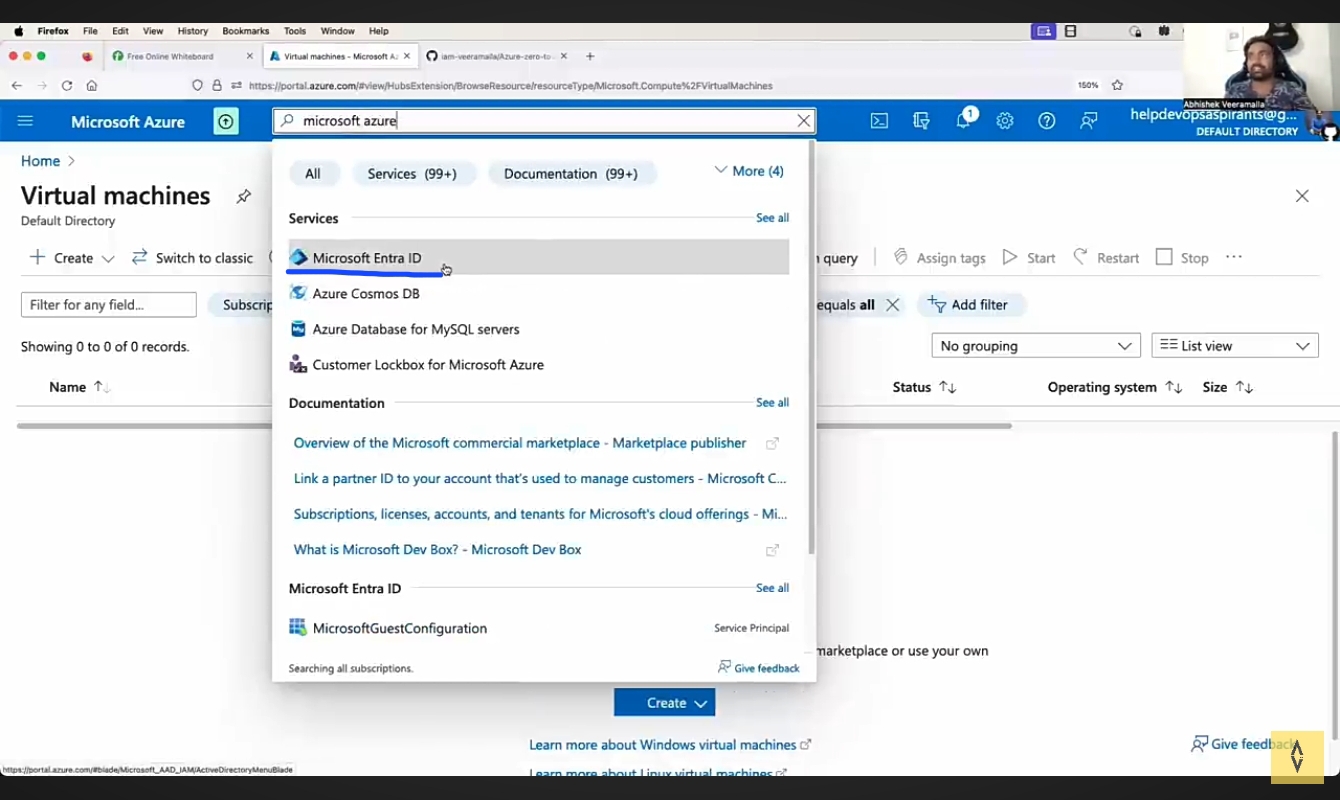 Firefox File Edit View History Bookmarks Tools Window Help
Free Online Whiteboard
Virtual machines - Microsoft Az
iam-veeramalla/Azure-zero-to-
https://portal.azure.com/#view/HubsExtension/BrowseResource/resourceType/Microsoft.Compute%2FVirtualMachines
150%
Abhishek Veeramalla
Microsoft Azure
microsoft azure
1
helpdevopsaspirants@g...
DEFAULT DIRECTORY
Home
All
Services (99+)
Documentation (99+)
More (4)
Virtual machines
Default Directory
Services
See all
Create
Switch to classic
Microsoft Entra ID
n query
Assign tags
Start
Restart
Stop
Azure Cosmos DB
Filter for any field...
Subscrip
equals all
Add filter
Azure Database for MySQL servers
Showing 0 to 0 of 0 records.
No grouping
List view
Customer Lockbox for Microsoft Azure
Name
Status
Operating system
Size
Documentation
See all
Overview of the Microsoft commercial marketplace - Marketplace publisher
Link a partner ID to your account that's used to manage customers - Microsoft C...
Subscriptions, licenses, accounts, and tenants for Microsoft's cloud offerings - Mi...
What is Microsoft Dev Box? - Microsoft Dev Box
Microsoft Entra ID
See all
MicrosoftGuestConfiguration
Service Principal
marketplace or use your own
Searching all subscriptions.
Give feedback
Create
Learn more about Windows virtual machines
Give feedback
Learn more about Linux virtual machines
https://portal.azure.com/#blade/Microsoft_AAD_IAM/ActiveDirectoryMenuBlade